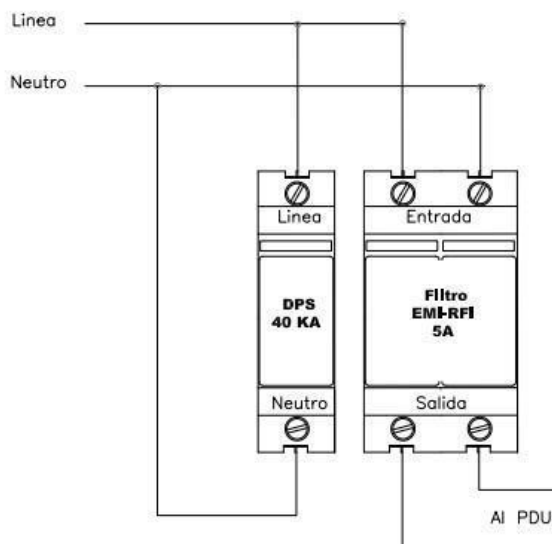 Linea
Neutro
Linea
Entrada
DPS
40 KA
Filtro
EMI-RFI
5A
Neutro
Salida
Al PDU